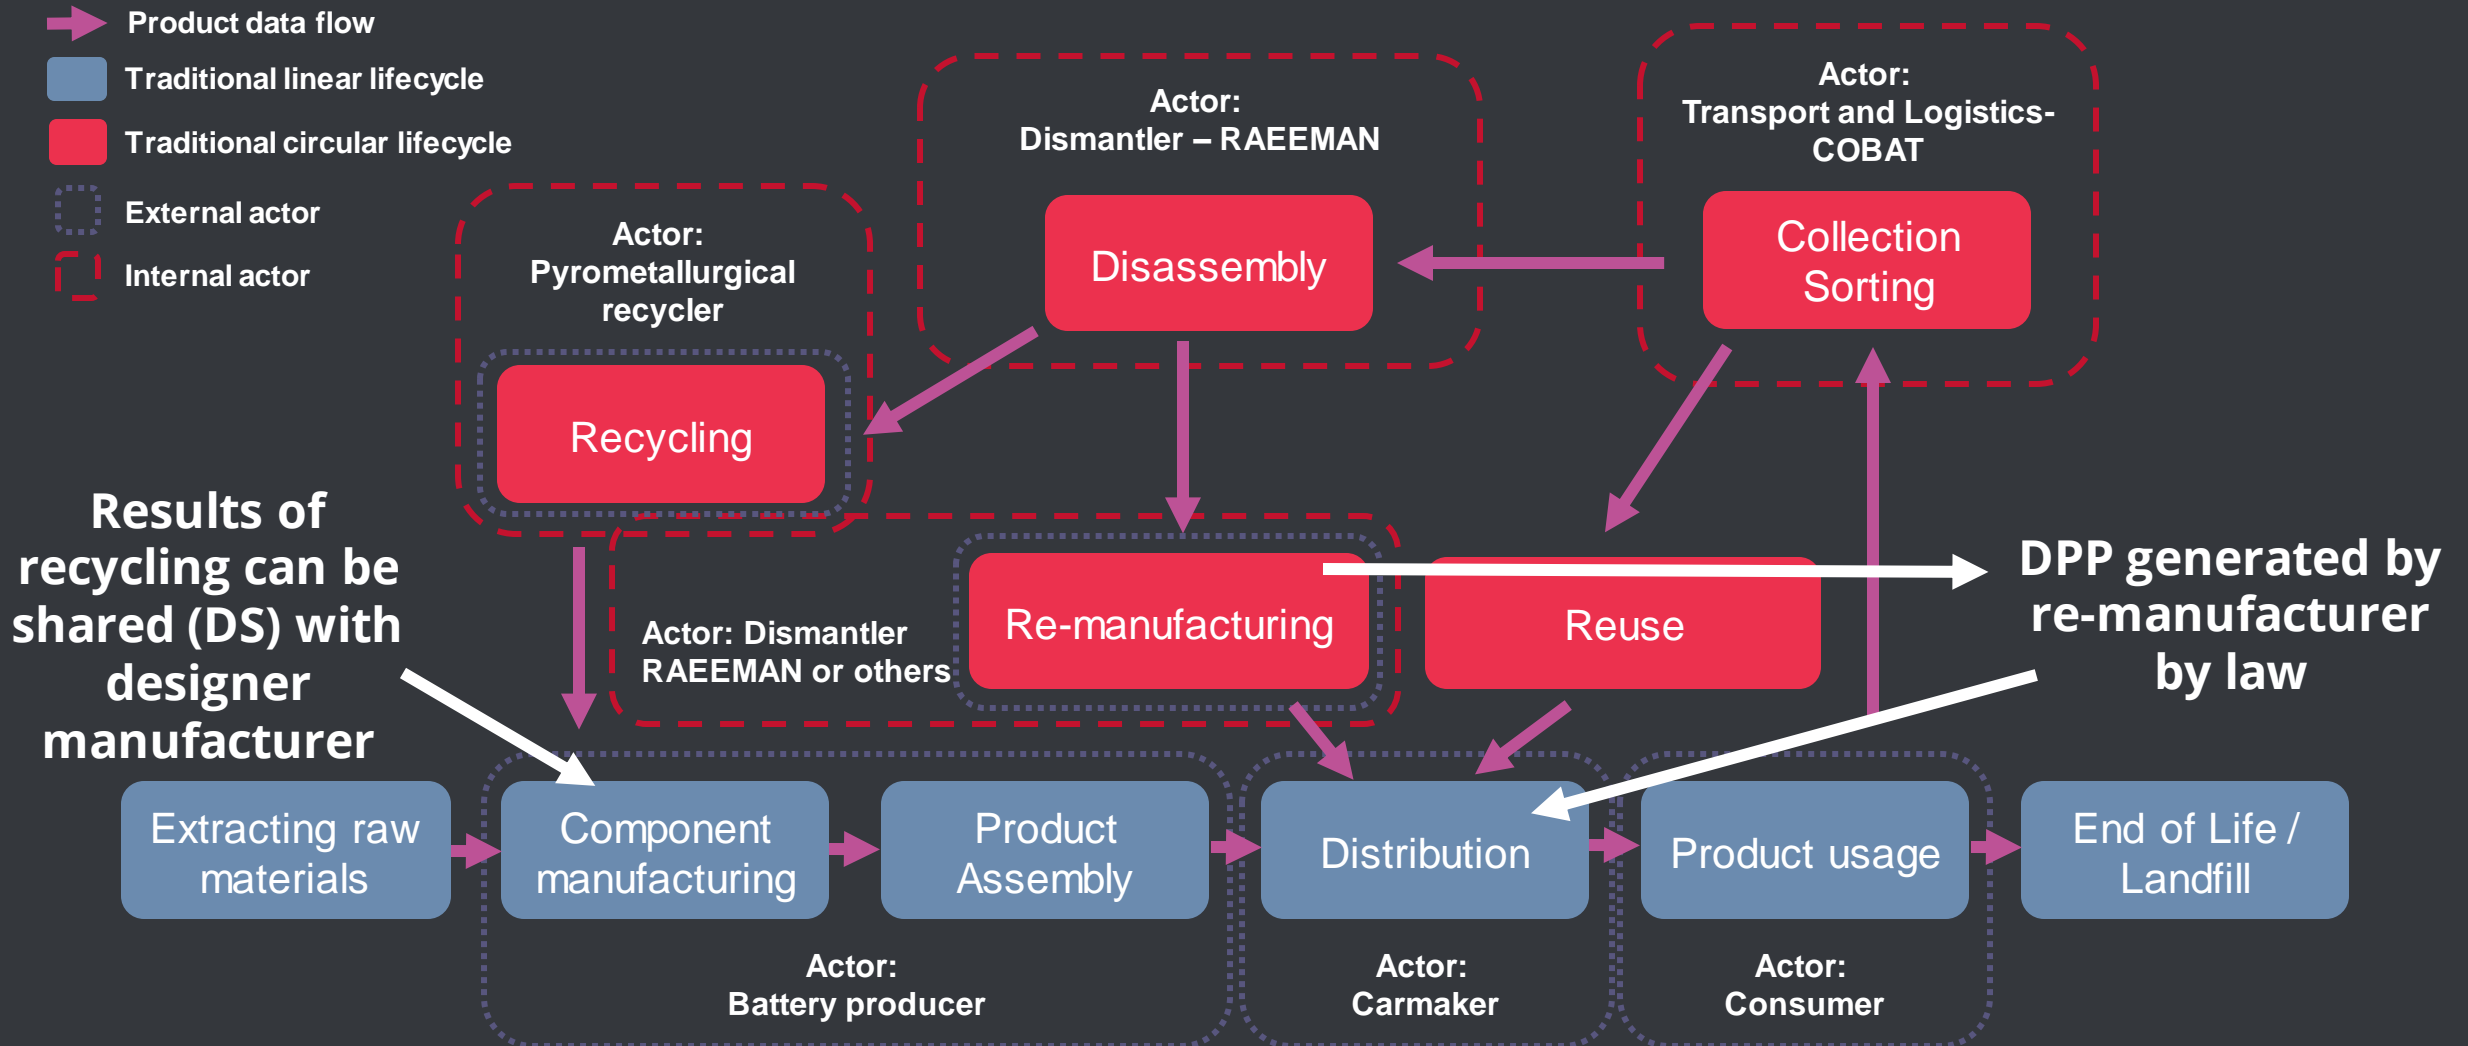 Product data flow
Traditional linear lifecycle
Traditional circular lifecycle
External actor
Internal actor
Actor:
Dismantler – RAEEMAN
Disassembly
Actor:
Transport and Logistics-
COBAT
Collection
Sorting
Actor:
Pyrometallurgical
recycler
Recycling
Results of
recycling can be
shared (DS) with
designer
manufacturer
Actor: Dismantler
RAEEMAN or others
Re-manufacturing
Reuse
DPP generated by
re-manufacturer
by law
Extracting raw
materials
Component
manufacturing
Product
Assembly
Distribution
Product usage
End of Life /
Landfill
Actor:
Battery producer
Actor:
Carmaker
Actor:
Consumer